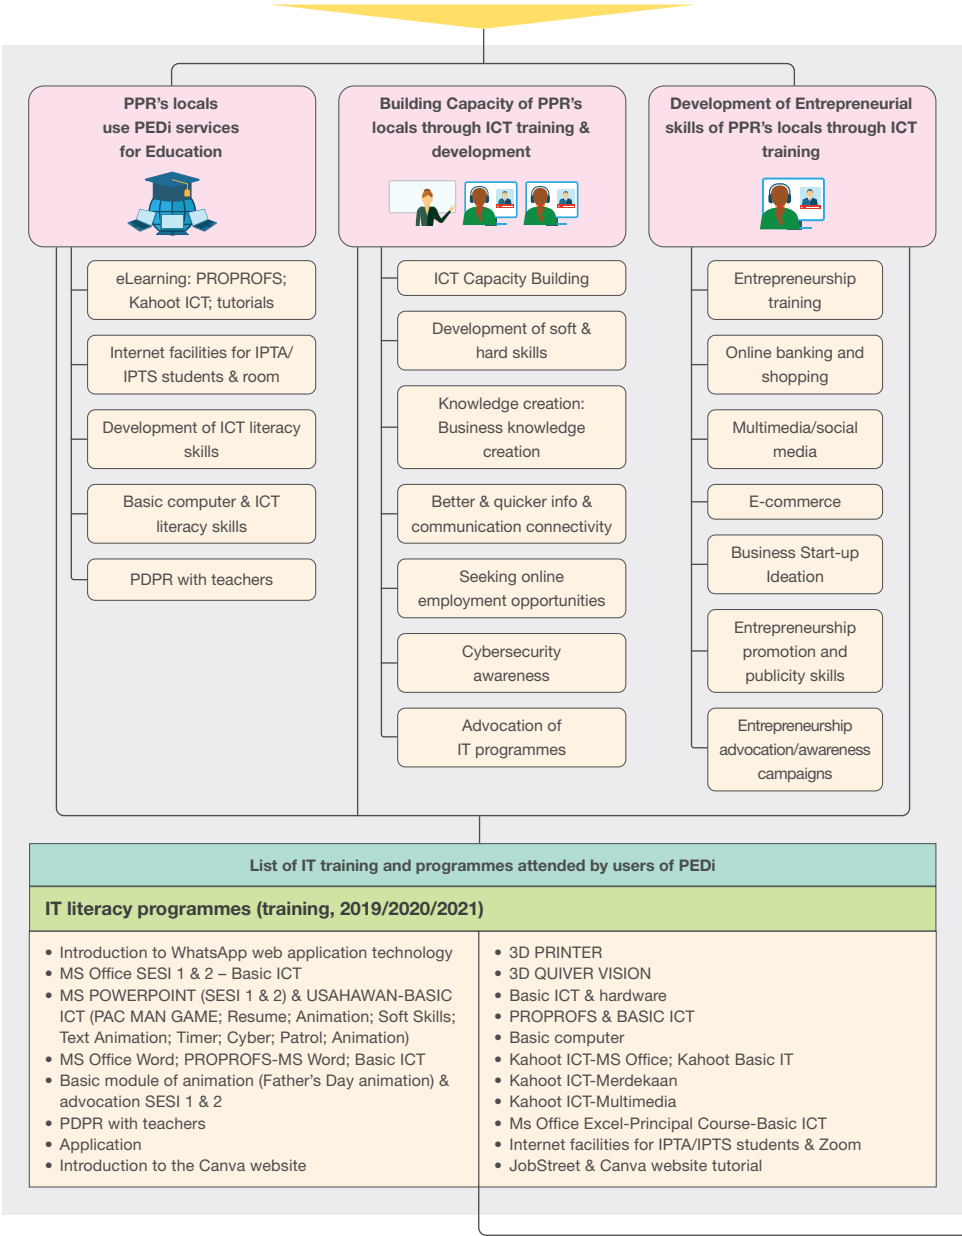 PPR's locals
use PEDi services
for Education
eLearning: PROPROFS;
Kahoot ICT; tutorials
Internet facilities for IPTA/
IPTS students & room
Development of ICT literacy
skills
Basic computer & ICT
literacy skills
PDPR with teachers
Building Capacity of PPR's
locals through ICT training &
development
ICT Capacity Building
Development of soft &
hard skills
Knowledge creation:
Business knowledge
creation
Better & quicker info &
communication connectivity
Seeking online
employment opportunities
Cybersecurity
awareness
Advocation of
IT programmes
Development of Entrepreneurial
skills of PPR's locals through ICT
training
Entrepreneurship
training
Online banking and
shopping
Multimedia/social
media
E-commerce
Business Start-up
Ideation
Entrepreneurship
promotion and
publicity skills
Entrepreneurship
advocation/awareness
campaigns
List of IT training and programmes attended by users of PEDi
IT literacy programmes (training, 2019/2020/2021)
• Introduction to WhatsApp web application technology
• MS Office SESI 1 & 2 – Basic ICT
• MS POWERPOINT (SESI 1 & 2) & USAHAWAN-BASIC
ICT (PAC MAN GAME; Resume; Animation; Soft Skills;
Text Animation; Timer; Cyber; Patrol; Animation)
• MS Office Word; PROPROFS-MS Word; Basic ICT
• Basic module of animation (Father's Day animation) &
advocation SESI 1 & 2
• PDPR with teachers
• Application
• Introduction to the Canva website
• 3D PRINTER
• 3D QUIVER VISION
• Basic ICT & hardware
• PROPROFS & BASIC ICT
• Basic computer
• Kahoot ICT-MS Office; Kahoot Basic IT
• Kahoot ICT-Merdekaan
• Kahoot ICT-Multimedia
• Ms Office Excel-Principal Course-Basic ICT
• Internet facilities for IPTA/IPTS students & Zoom
• JobStreet & Canva website tutorial